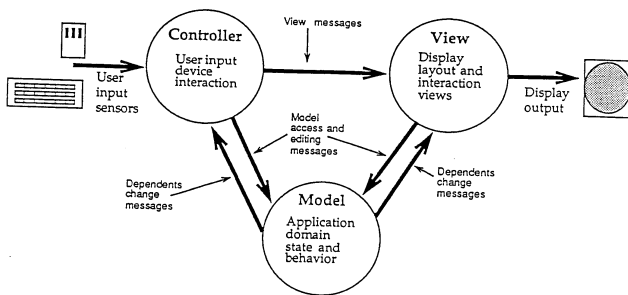 View messages
Controller
User input
device
interaction
View
Display
layout and
interaction
views
User
input
sensors
Display
output
Model
access and
editing
messages
Dependents
change
messages
Dependents
change
messages
Model
Application
domain
state and
behavior